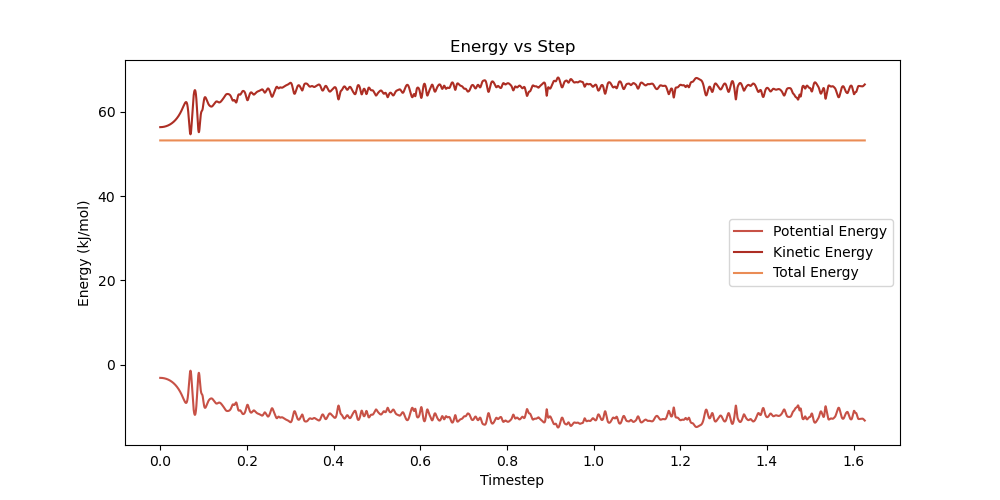 Energy vs Step
Energy (kJ/mol)
60
40
20
0
Potential Energy
Kinetic Energy
Total Energy
0.0 0.2 0.4 0.6 0.8 1.0 1.2 1.4 1.6
Timestep